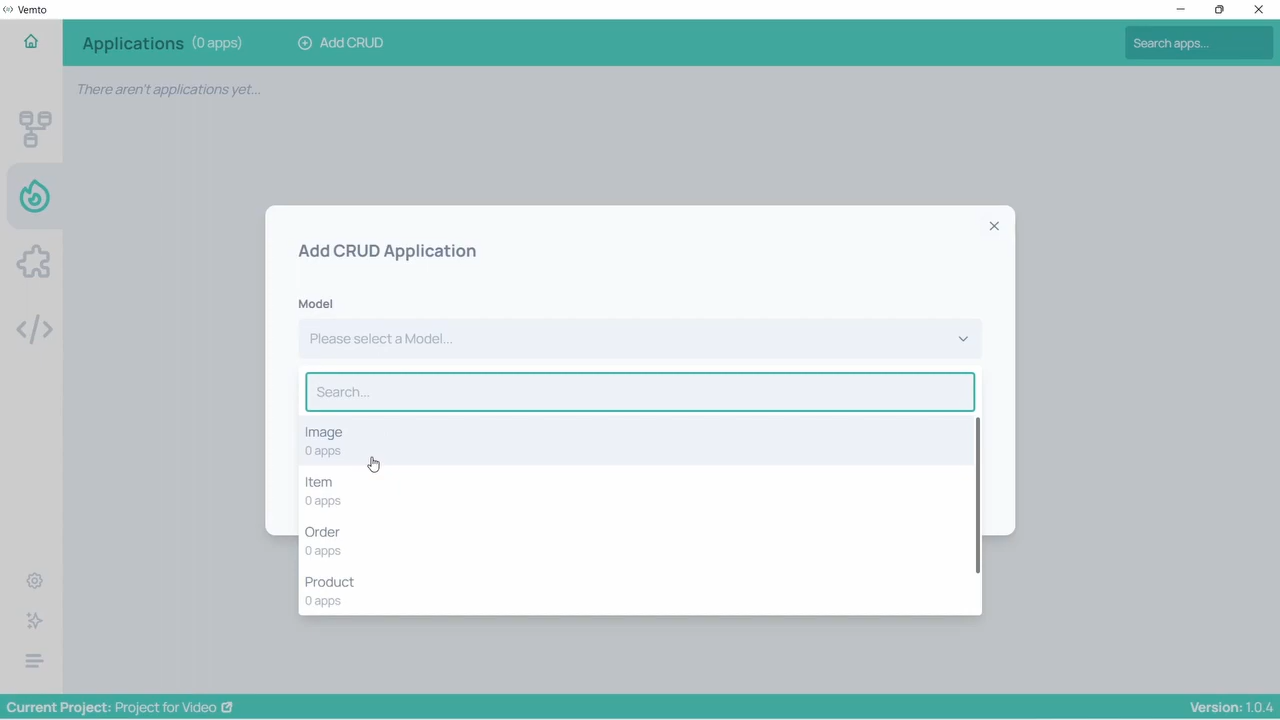 Vemto
Applications (0 apps)
Add CRUD
Search apps...
There aren't applications yet...
Add CRUD Application
Model
Please select a Model...
Search...
Image
0 apps
Item
0 apps
Order
0 apps
Product
0 apps
Current Project: Project for Video
Version: 1.0.4